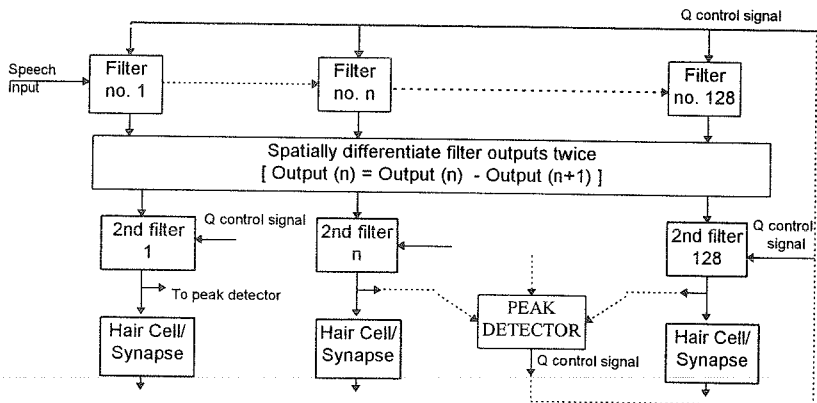 Q control signal
Speech
input
Filter
no. 1
Filter
no. n
Filter
no. 128
Spatially differentiate filter outputs twice
[ Output (n) = Output (n) - Output (n+1) ]
2nd filter
1
Q control signal
2nd filter
n
2nd filter
128
Q control
signal
To peak detector
PEAK
DETECTOR
Hair Cell/
Synapse
Hair Cell/
Synapse
Q control signal
Hair Cell/
Synapse